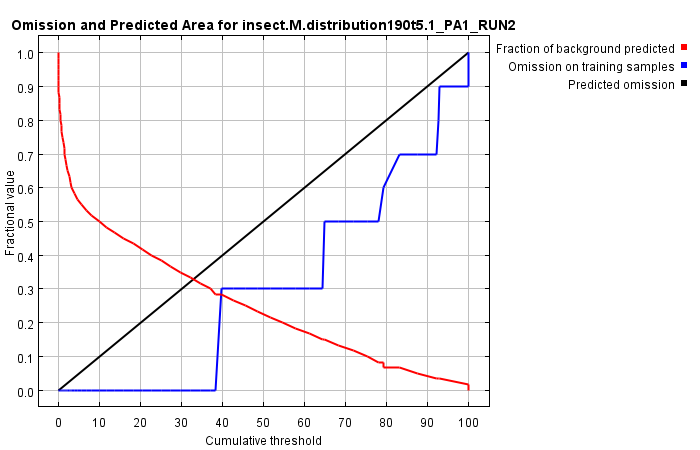 Omission and Predicted Area for insect.M.distribution190t5.1_PA1_RUN2
Fraction of background predicted
Omission on training samples
Predicted omission
Fractional value
1.0
0.9
0.8
0.7
0.6
0.5
0.4
0.3
0.2
0.1
0.0
0 10 20 30 40 50 60 70 80 90 100
Cumulative threshold